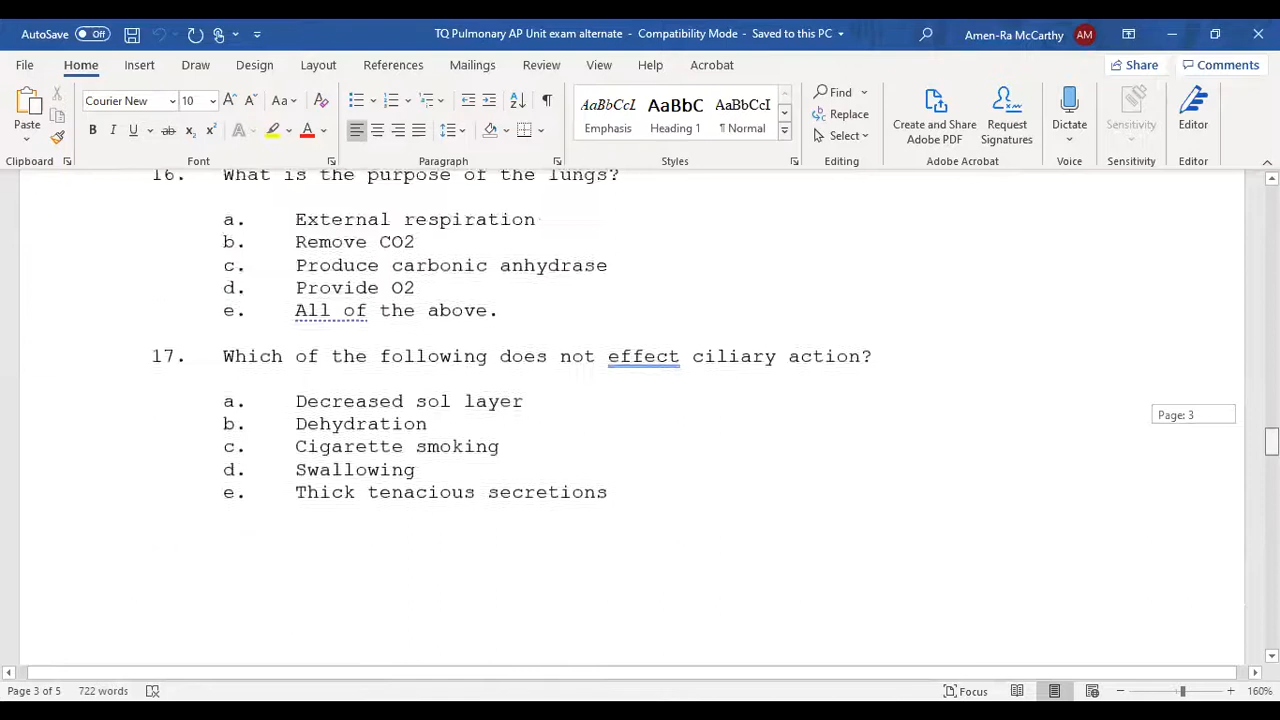 AutoSave Off
TQ Pulmonary AP Unit exam alternate - Compatibility Mode - Saved to this PC
Amen-Ra McCarthy AM
File Home Insert Draw Design Layout References Mailings Review View Help Acrobat
Share Comments
Paste
Clipboard
Courier New 10
Font
Paragraph
AaBbCcI AaBbC AaBbCcI
Emphasis Heading 1 ¶ Normal
Styles
Find
Replace
Select
Editing
Create and Share Adobe PDF
Request Signatures
Adobe Acrobat
Dictate
Voice
Sensitivity
Sensitivity
Editor
Editor
16. What is the purpose of the lungs?
a. External respiration
b. Remove CO2
c. Produce carbonic anhydrase
d. Provide O2
e. All of the above.
17. Which of the following does not effect ciliary action?
a. Decreased sol layer
b. Dehydration
c. Cigarette smoking
d. Swallowing
e. Thick tenacious secretions
Page: 3
Page 3 of 5 722 words
Focus
160%